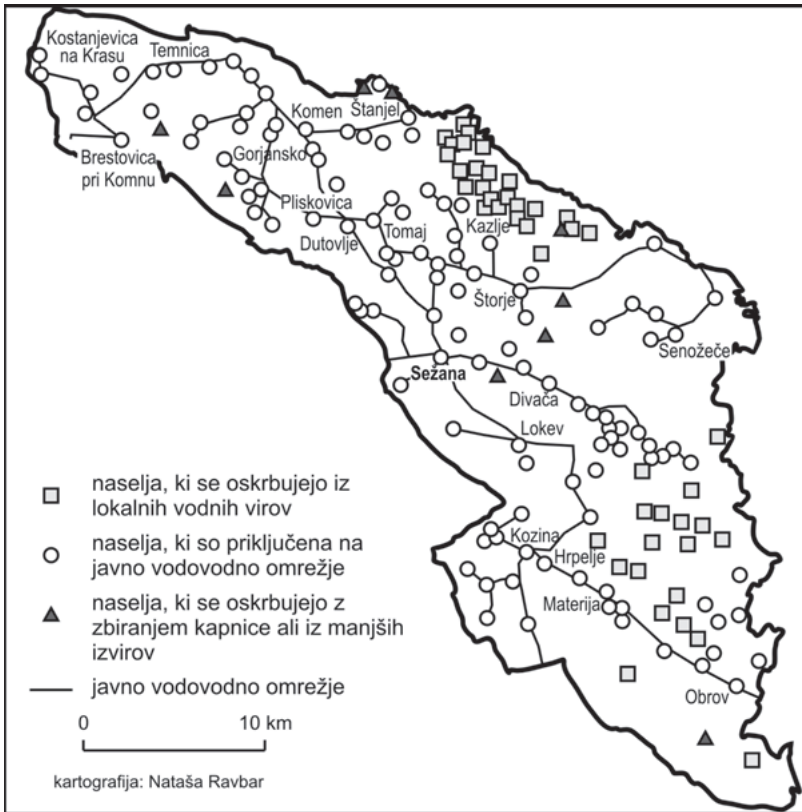 Kostanjevica
na Krasu
Temnica
Komen
Štanjel
Gorjansko
Brestovica
pri Komnu
Pliskovica
Dutovlje
Tomaj
Kazlje
Štorje
Senožeče
Sežana
Divača
Lokev
Kozina
Hrpelje
Materija
Obrov
naselja, ki se oskrbujejo iz
lokalnih vodnih virov
naselja, ki so priključena na
javno vodovodno omrežje
naselja, ki se oskrbujejo z
zbiranjem kapnice ali iz manjših
izvirov
javno vodovodno omrežje
0 10 km
kartografija: Nataša Ravbar